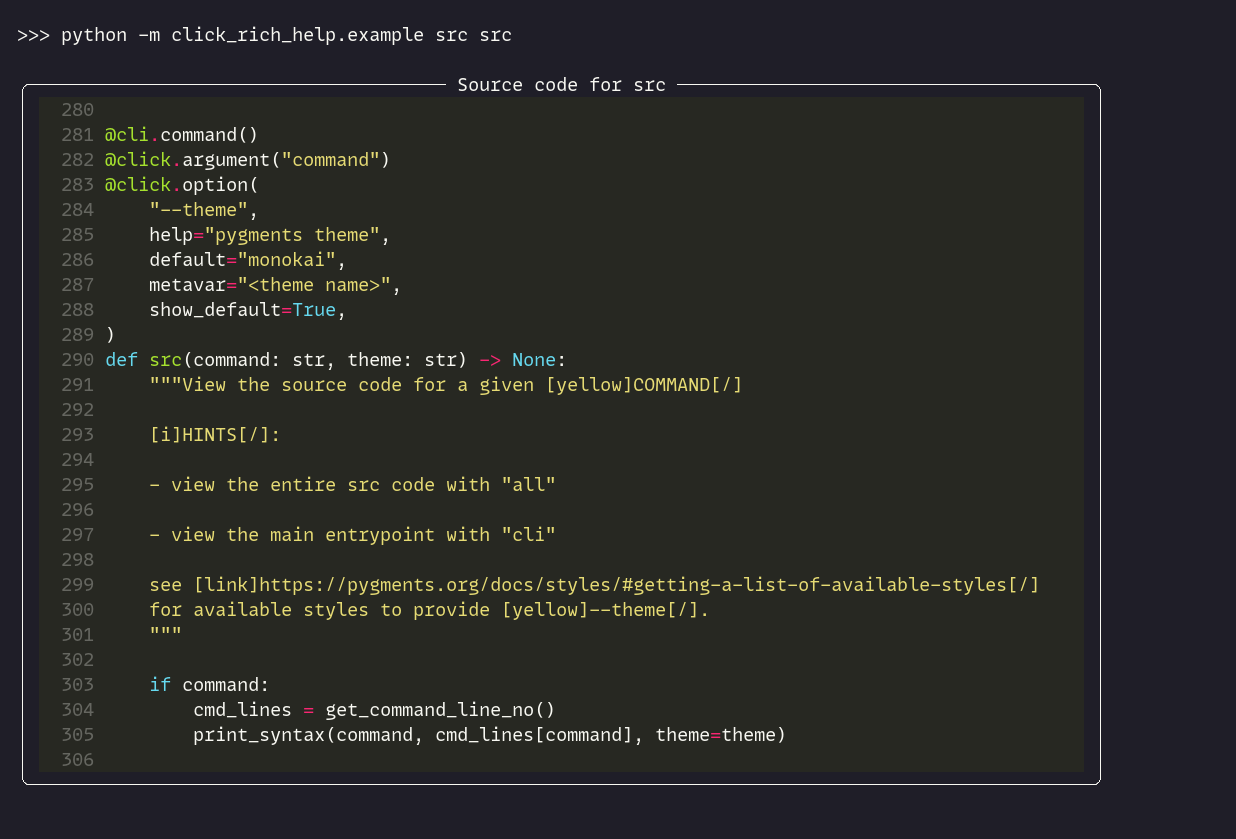 >>> python -m click_rich_help.example src src
Source code for src
280
281 @cli.command()
282 @click.argument("command")
283 @click.option(
284     "--theme",
285     help="pygments theme",
286     default="monokai",
287     metavar="<theme name>",
288     show_default=True,
289 )
290 def src(command: str, theme: str) -> None:
291     """View the source code for a given [yellow]COMMAND[/]
292
293     [i]HINTS[/]:
294
295     - view the entire src code with "all"
296
297     - view the main entrypoint with "cli"
298
299     see [link]https://pygments.org/docs/styles/#getting-a-list-of-available-styles[/]
300     for available styles to provide [yellow]--theme[/].
301     """
302
303     if command:
304         cmd_lines = get_command_line_no()
305         print_syntax(command, cmd_lines[command], theme=theme)
306